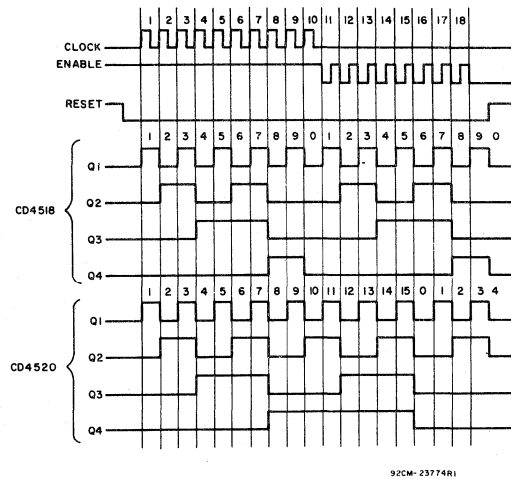 1 2 3 4 5 6 7 8 9 10 11 12 13 14 15 16 17 18
CLOCK
ENABLE
RESET
1 2 3 4 5 6 7 8 9 0 1 2 3 4 5 6 7 8 9 0
Q1
Q2
CD4518
Q3
Q4
1 2 3 4 5 6 7 8 9 10 11 12 13 14 15 0 1 2 3 4
Q1
Q2
CD4520
Q3
Q4
92CM-23774R1